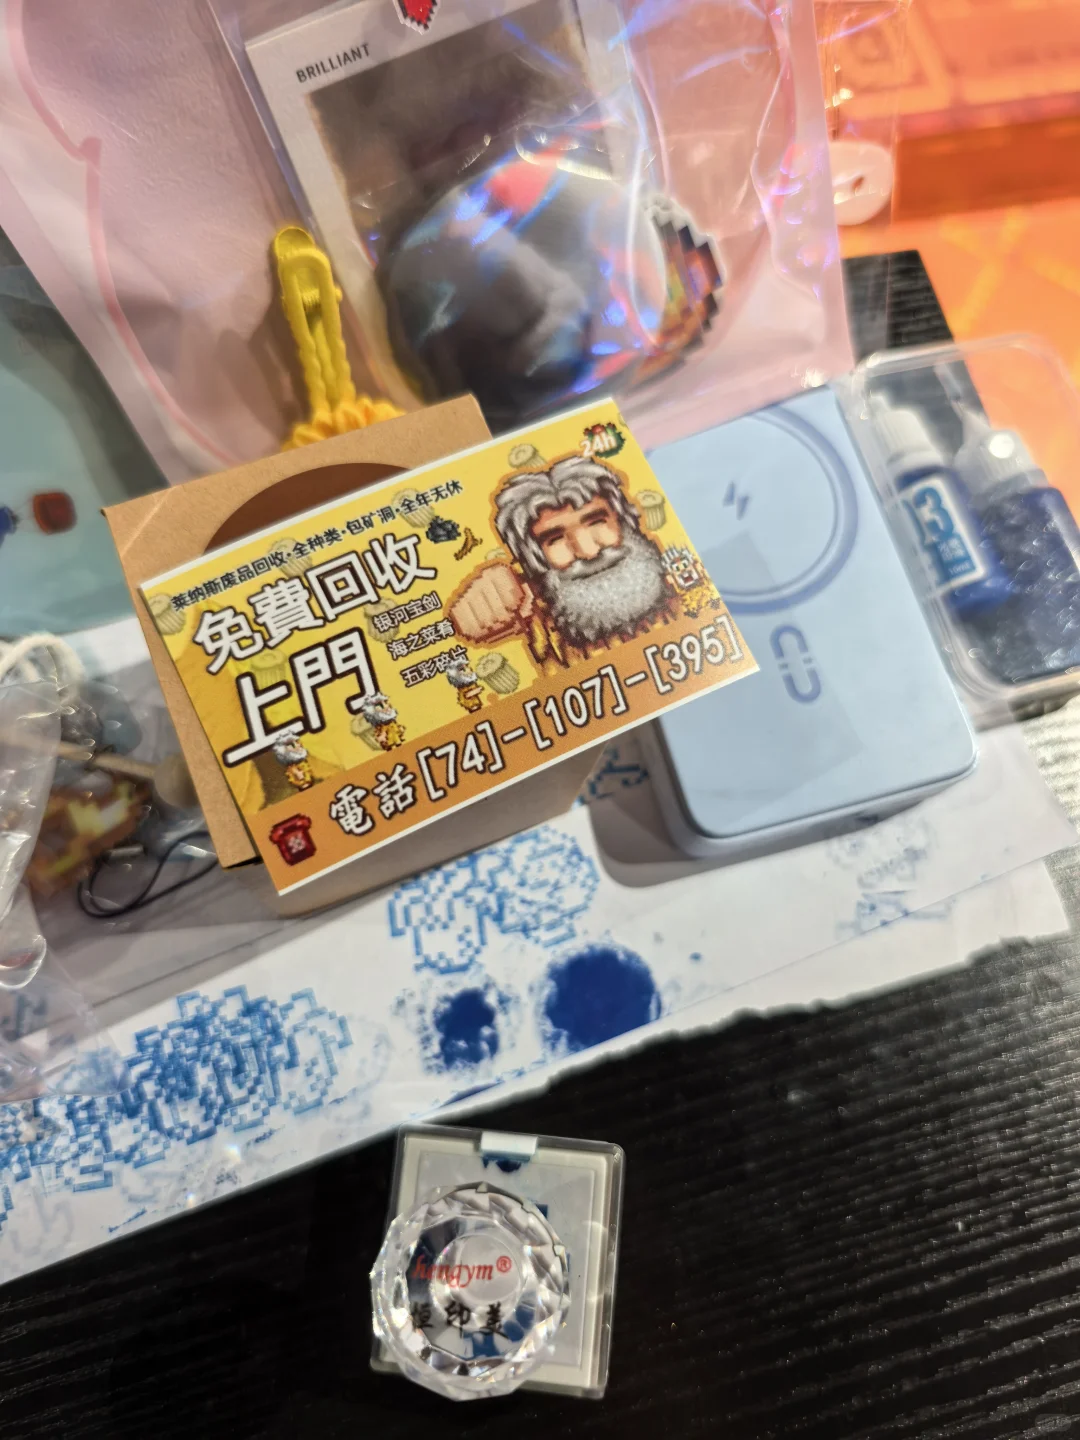 BRILLIANT
24H
莱纳斯废品回收·全种类·包矿洞·全年无休
免費回收
上門
银河宝剑
海之菜肴
五彩碎片
電話[74]-[107]-[395]
13
hengym®
恒印美